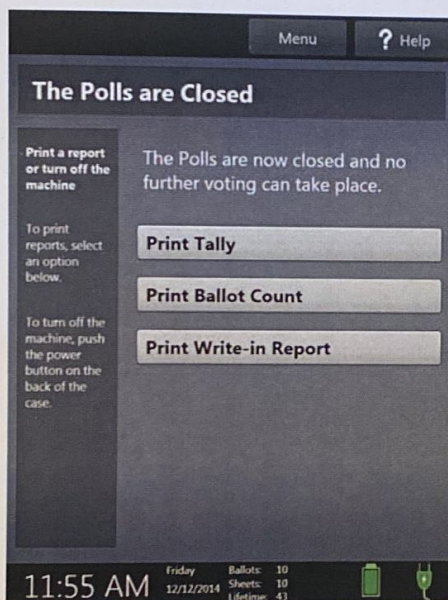 Menu
? Help
The Polls are Closed
Print a report
or turn off the
machine
To print
reports, select
an option
below.
To turn off the
machine, push
the power
button on the
back of the
case.
The Polls are now closed and no
further voting can take place.
Print Tally
Print Ballot Count
Print Write-in Report
11:55 AM
Friday
12/12/2014
Ballots: 10
Sheets: 10
Lifetime: 43